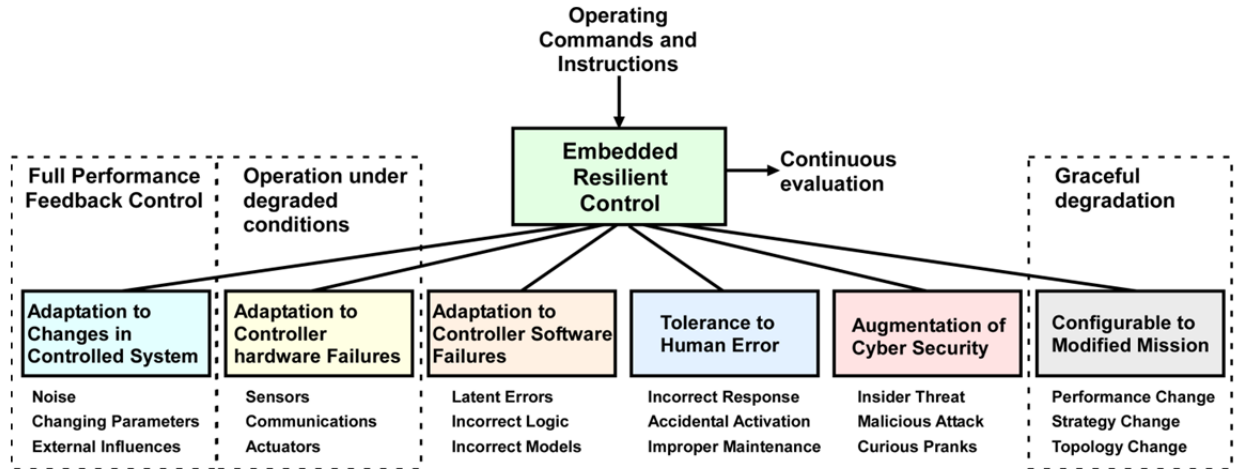 Operating
Commands and
Instructions
Embedded
Resilient
Control
Continuous
evaluation
Full Performance
Feedback Control
Operation under
degraded
conditions
Graceful
degradation
Adaptation to
Changes in
Controlled System
Adaptation to
Controller
hardware Failures
Adaptation to
Controller Software
Failures
Tolerance to
Human Error
Augmentation of
Cyber Security
Configurable to
Modified Mission
Noise
Changing Parameters
External Influences
Sensors
Communications
Actuators
Latent Errors
Incorrect Logic
Incorrect Models
Incorrect Response
Accidental Activation
Improper Maintenance
Insider Threat
Malicious Attack
Curious Pranks
Performance Change
Strategy Change
Topology Change